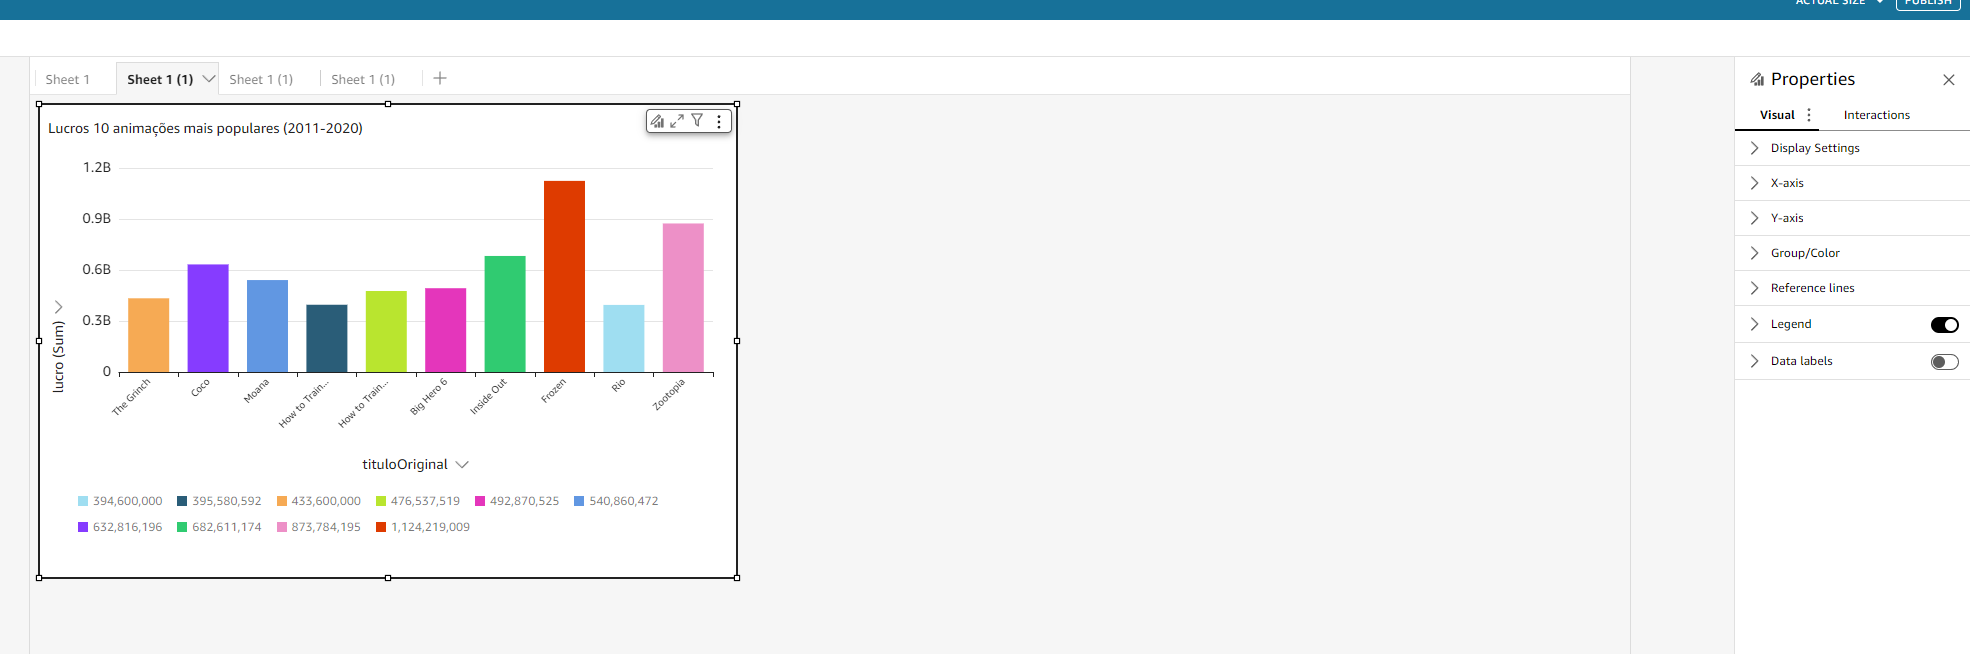 ACTUAL SIZE PUBLISH
Sheet 1 Sheet 1 (1) Sheet 1 (1) Sheet 1 (1)
Properties
Visual Interactions
Display Settings
X-axis
Y-axis
Group/Color
Reference lines
Legend
Data labels
Lucros 10 animações mais populares (2011-2020)
1.2B
0.9B
0.6B
0.3B
0
lucro (Sum)
The Grinch
Coco
Moana
How to Train...
How to Train...
Big Hero 6
Inside Out
Frozen
Rio
Zootopia
tituloOriginal
394,600,000 395,580,592 433,600,000 476,537,519 492,870,525 540,860,472
632,816,196 682,611,174 873,784,195 1,124,219,009